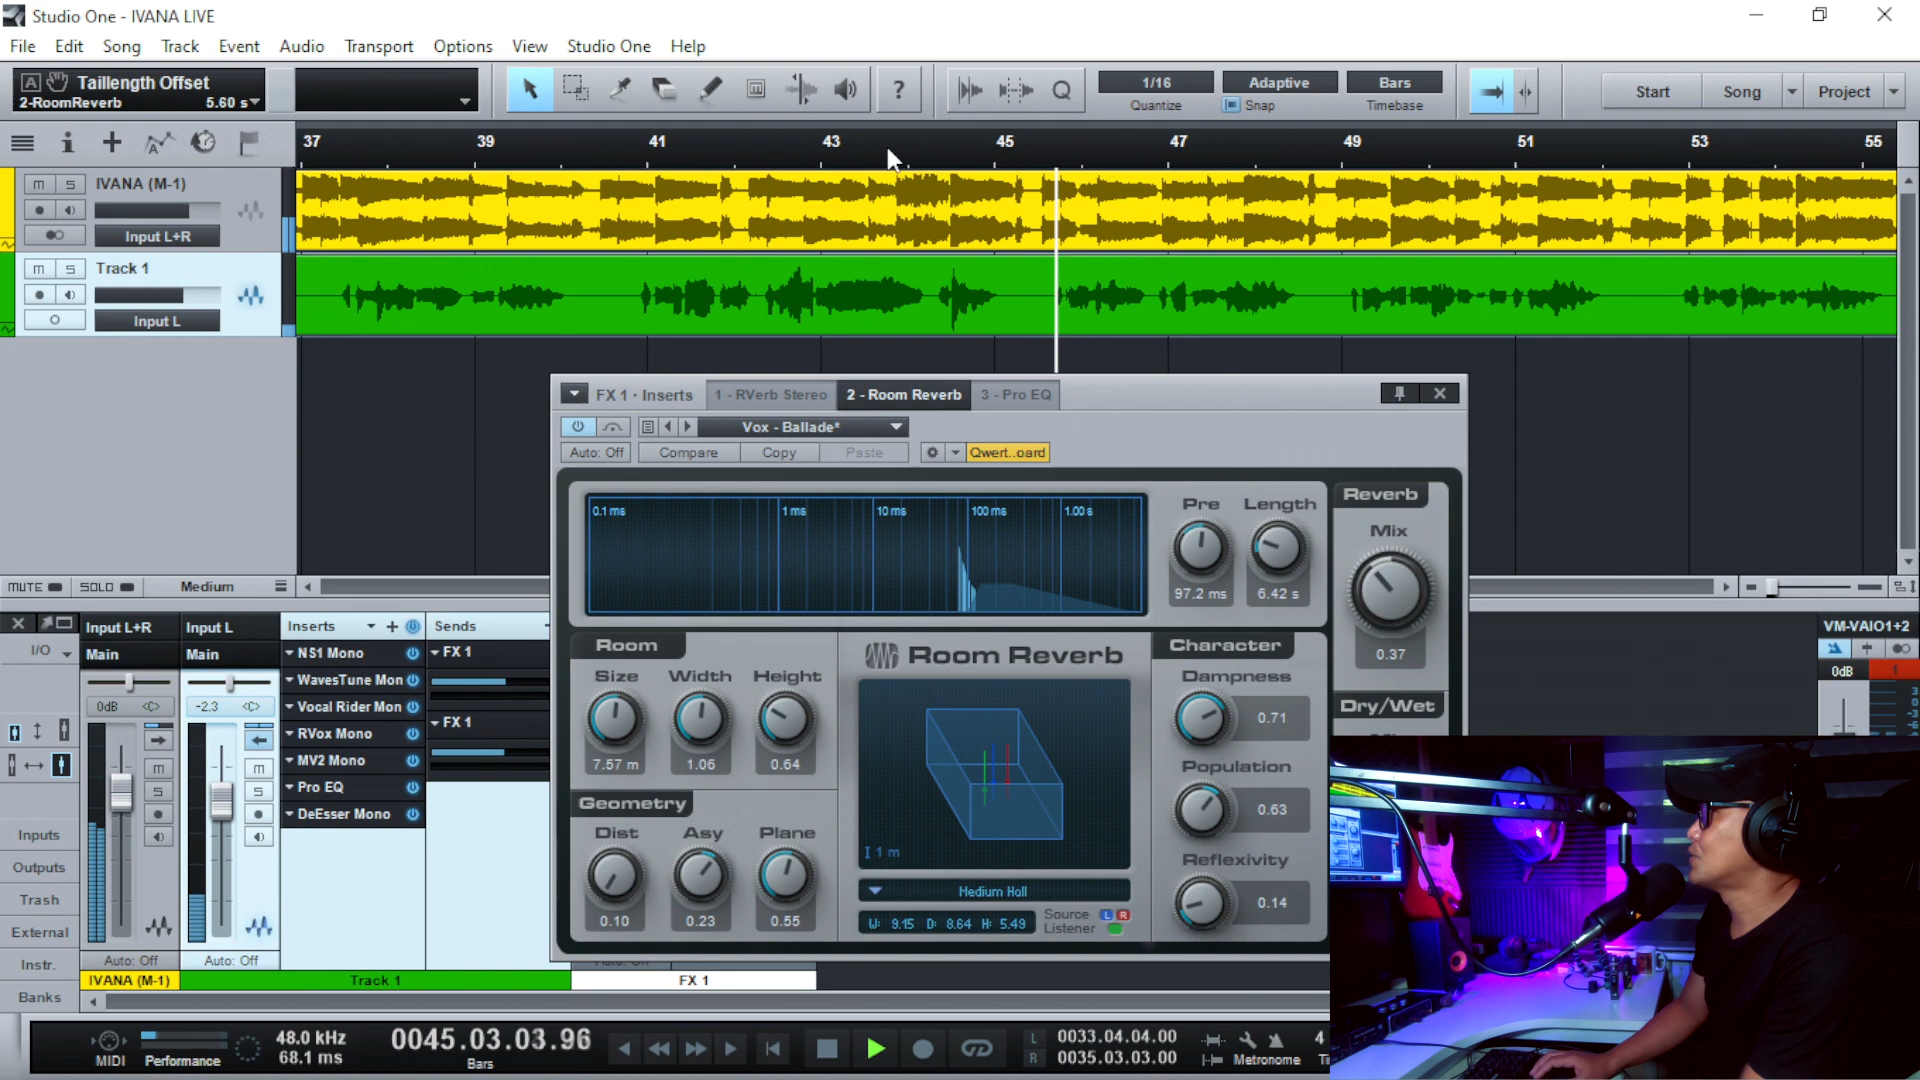 Studio One - IVANA LIVE
File Edit Song Track Event Audio Transport Options View Studio One Help
A Taillength Offset
2-RoomReverb 5.60 s
?
Q
1/16
Quantize
Adaptive
Snap
Bars
Timebase
Start Song Project
37 39 41 43 45 47 49 51 53 55
M S IVANA (M-1)
Input L+R
M S Track 1
Input L
FX 1 · Inserts 1 - RVerb Stereo 2 - Room Reverb 3 - Pro EQ
Vox - Ballade*
Auto: Off Compare Copy Paste Qwert..oard
0.1 ms 1 ms 10 ms 100 ms 1.00 s
Pre Length
97.2 ms 6.42 s
Reverb
Mix
0.37
Dry/Wet
Room
Size Width Height
7.57 m 1.06 0.64
Geometry
Dist Asy Plane
0.10 0.23 0.55
Room Reverb
1 m
Medium Hall
W: 9.15 D: 8.64 H: 5.49
Source L R
Listener
Character
Dampness
0.71
Population
0.63
Reflexivity
0.14
MUTE SOLO Medium
I/O
Input L+R Input L
Main Main
0dB <C> -2.3 <C>
M M
S S
Inserts + Sends
NS1 Mono
WavesTune Mon
Vocal Rider Mon
RVox Mono
MV2 Mono
Pro EQ
DeEsser Mono
FX 1
FX 1
Inputs
Outputs
Trash
External
Instr.
Banks
Auto: Off Auto: Off
IVANA (M-1) Track 1 FX 1
VM-VAIO1+2
0dB 1
3
0
-3
-5
MIDI Performance
48.0 kHz
68.1 ms
0045.03.03.96
Bars
L 0033.04.04.00
R 0035.03.03.00
Metronome
4